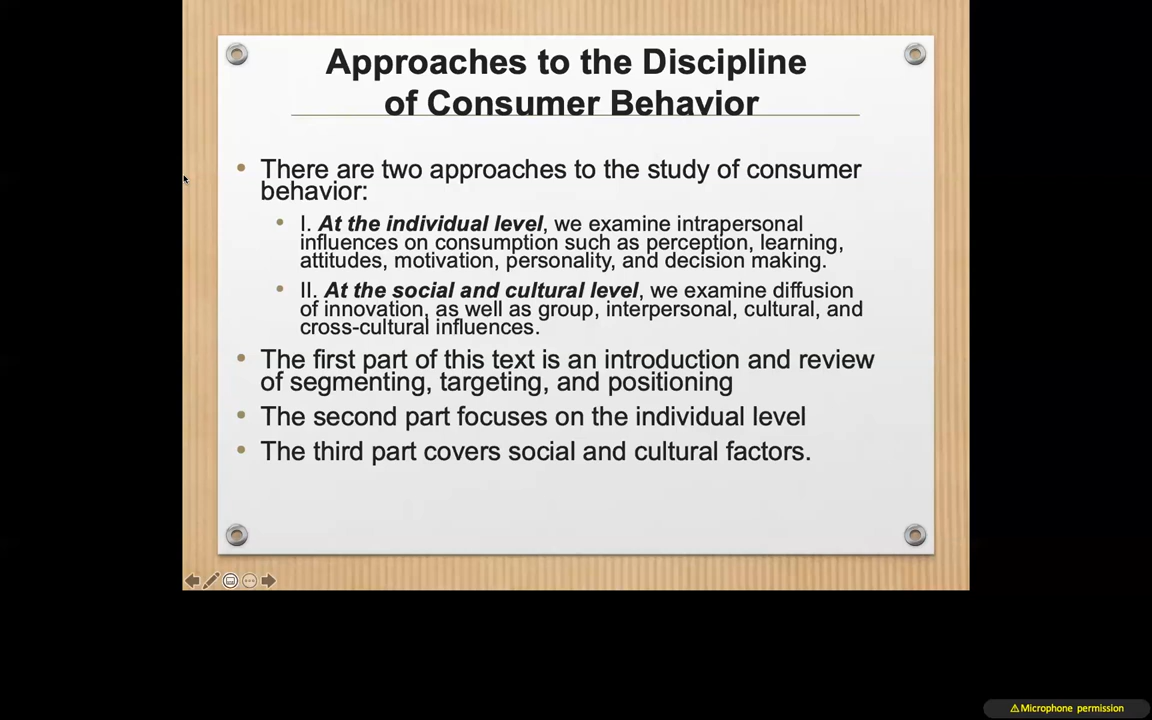 Approaches to the Discipline
of Consumer Behavior
• There are two approaches to the study of consumer
behavior:
• I. At the individual level, we examine intrapersonal
influences on consumption such as perception, learning,
attitudes, motivation, personality, and decision making.
• II. At the social and cultural level, we examine diffusion
of innovation, as well as group, interpersonal, cultural, and
cross-cultural influences.
• The first part of this text is an introduction and review
of segmenting, targeting, and positioning
• The second part focuses on the individual level
• The third part covers social and cultural factors.
⚠Microphone permission